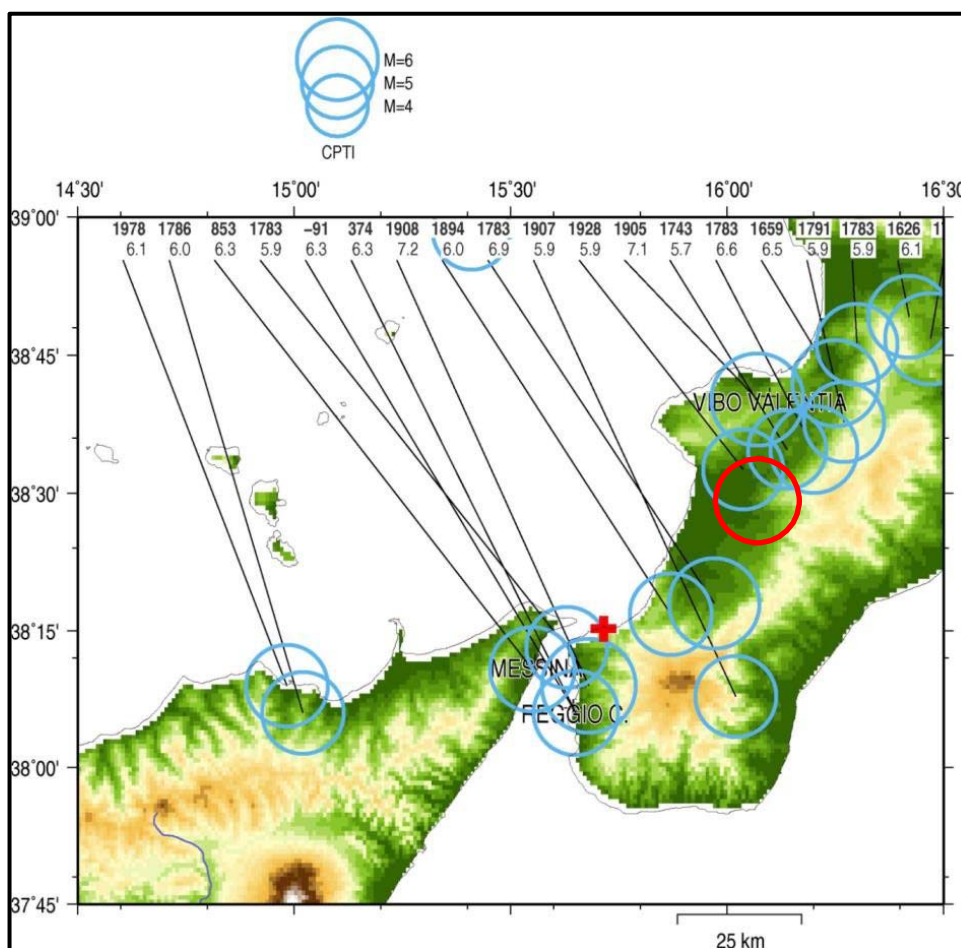 M=6
M=5
M=4
CPTI
14˚30' 15˚00' 15˚30' 16˚00' 16˚30'
39˚00'
1978 1786 853 1783 −91 374 1908 1894 1783 1907 1928 1905 1743 1783 1659 1791 1783 1626 1
6.1 6.0 6.3 5.9 6.3 6.3 7.2 6.0 6.9 5.9 5.9 7.1 5.7 6.6 6.5 5.9 5.9 6.1
38˚45'
VIBO VALENTIA
38˚30'
38˚15'
MESSINA
REGGIO C.
38˚00'
37˚45'
25 km